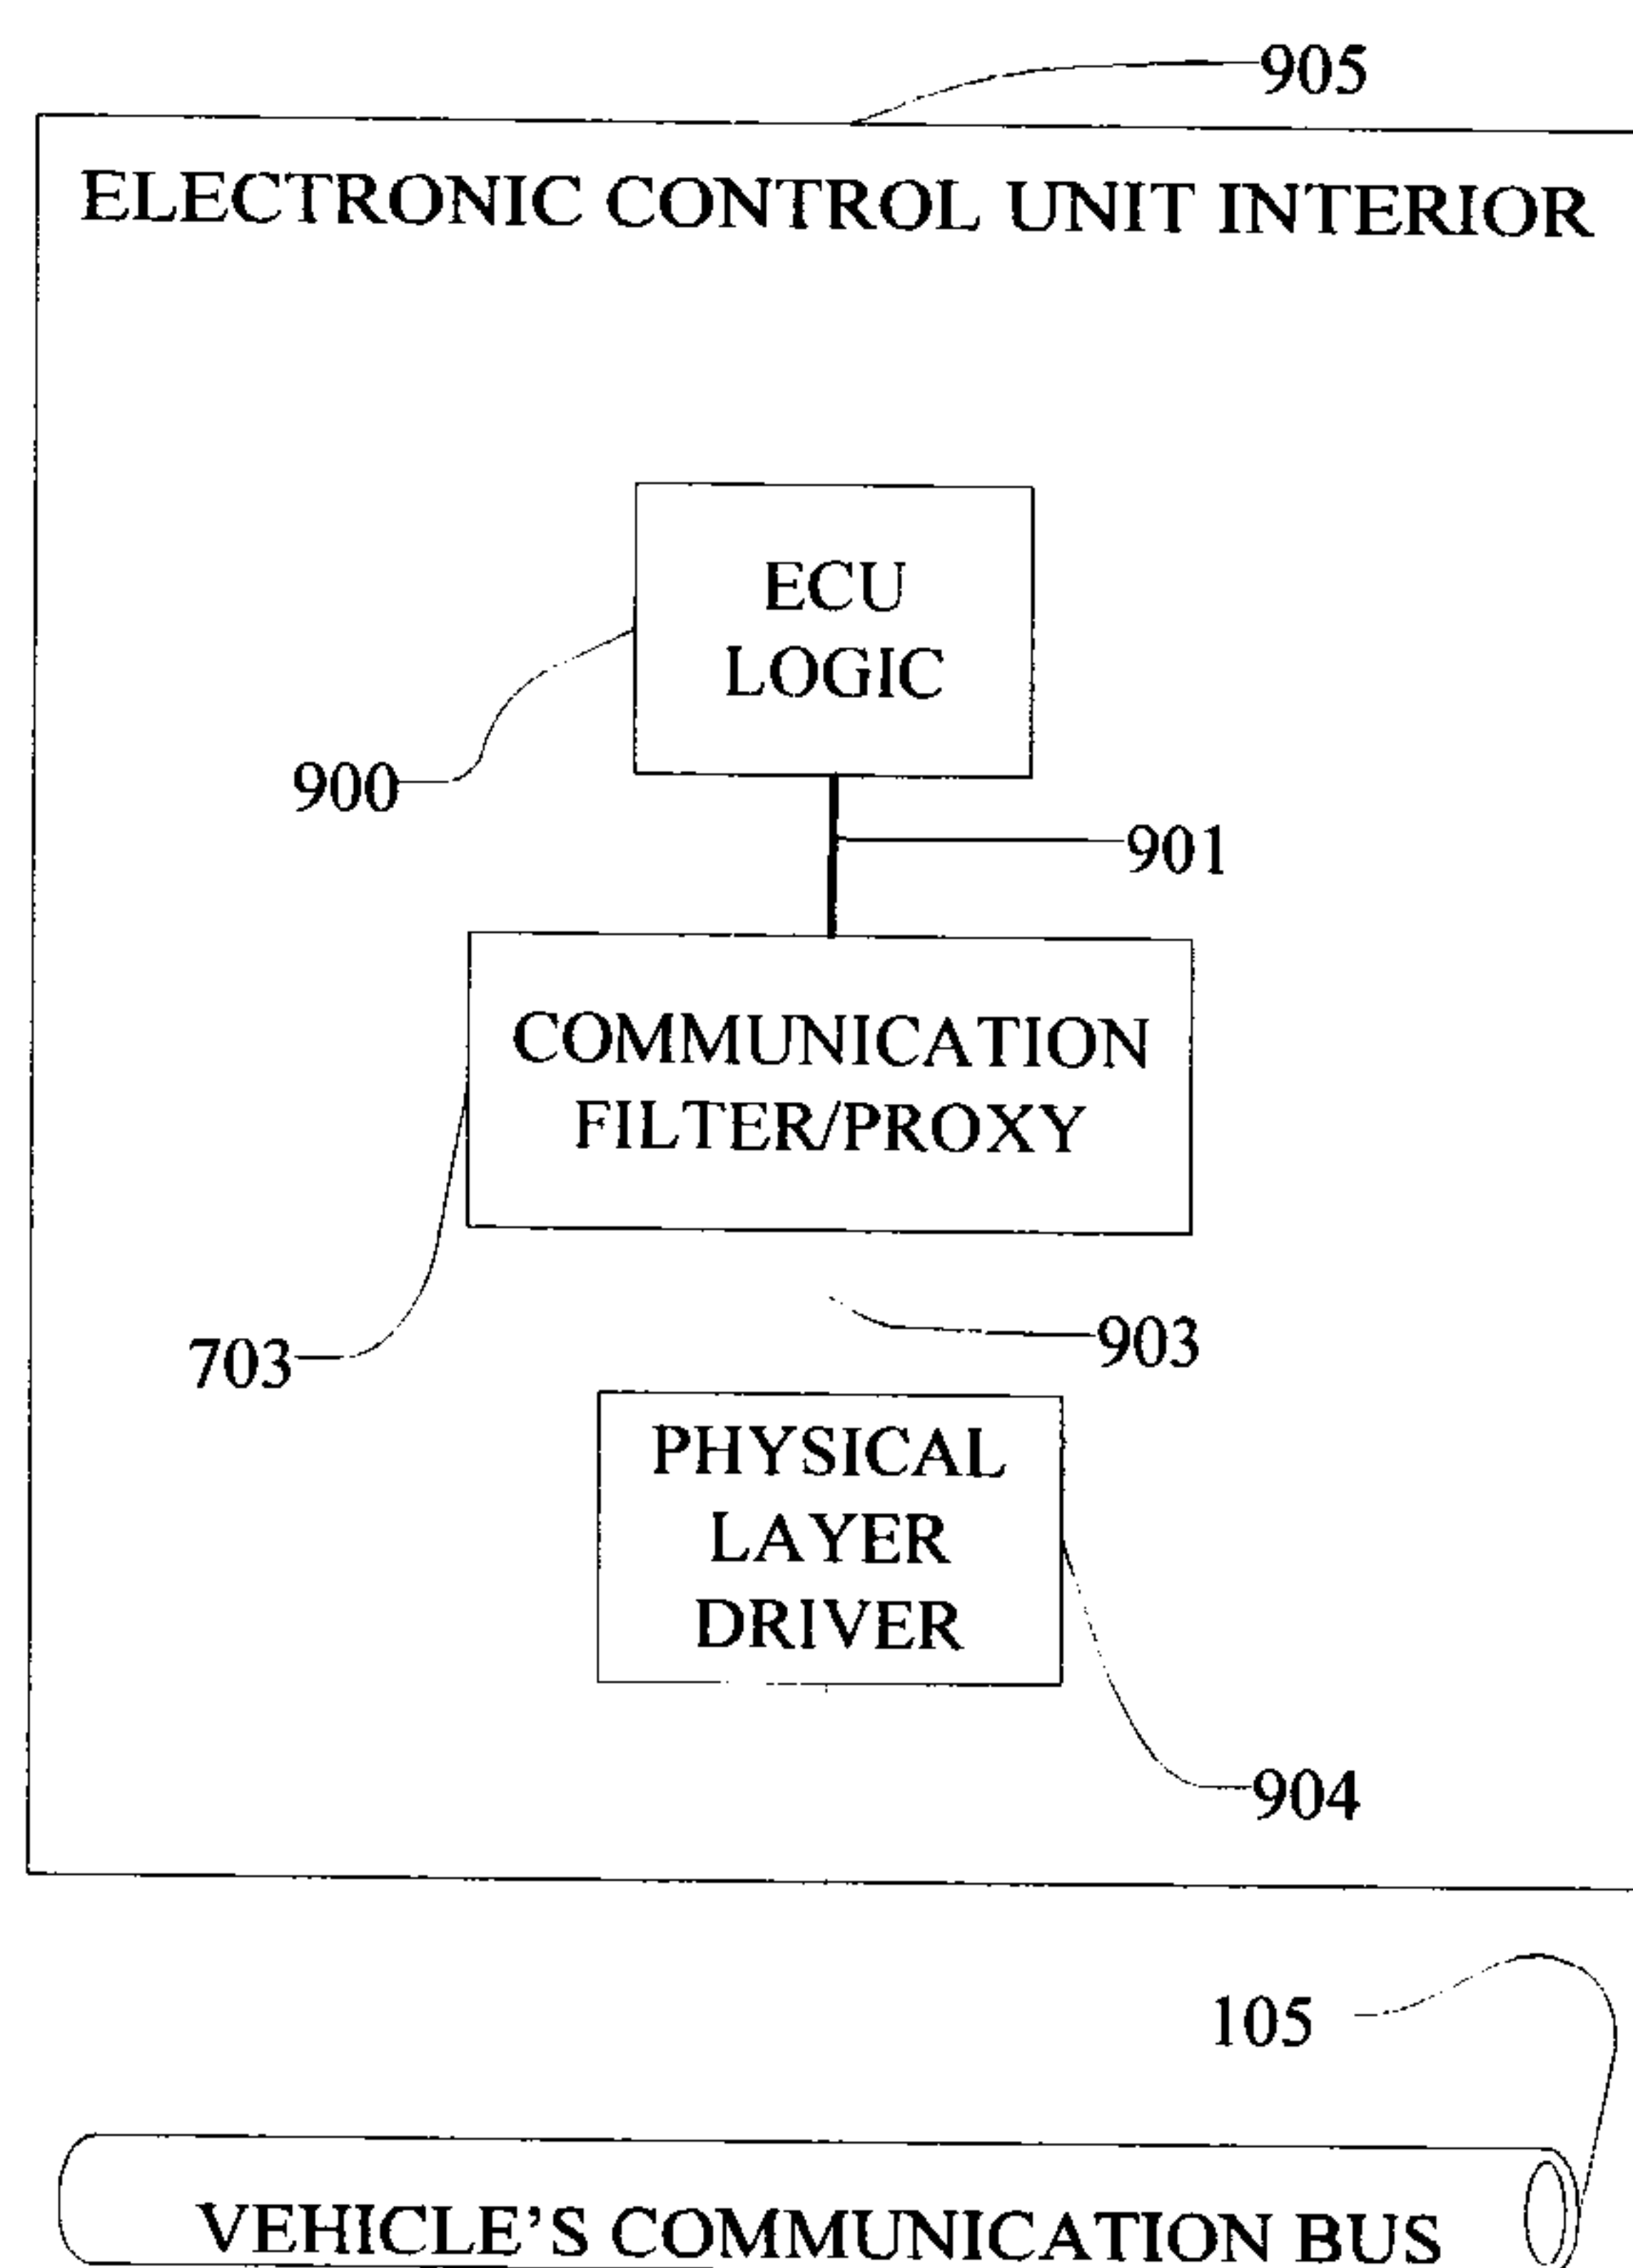 905
ELECTRONIC CONTROL UNIT INTERIOR
ECU
LOGIC
900
901
COMMUNICATION
FILTER/PROXY
703
903
PHYSICAL
LAYER
DRIVER
904
105
VEHICLE'S COMMUNICATION BUS